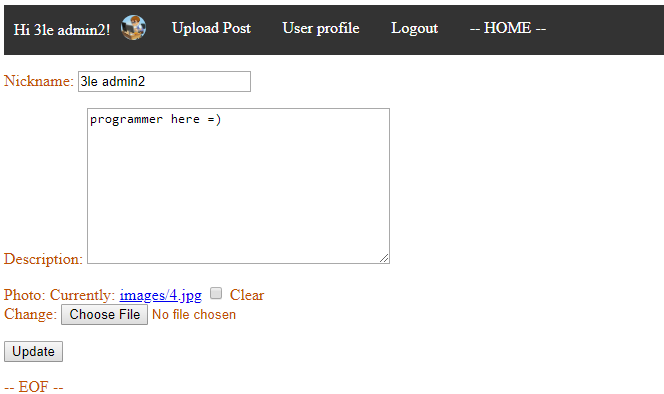 Hi 3le admin2! Upload Post User profile Logout -- HOME --
Nickname: 3le admin2
programmer here =)
Description:
Photo: Currently: images/4.jpg Clear
Change: Choose File No file chosen
Update
-- EOF --